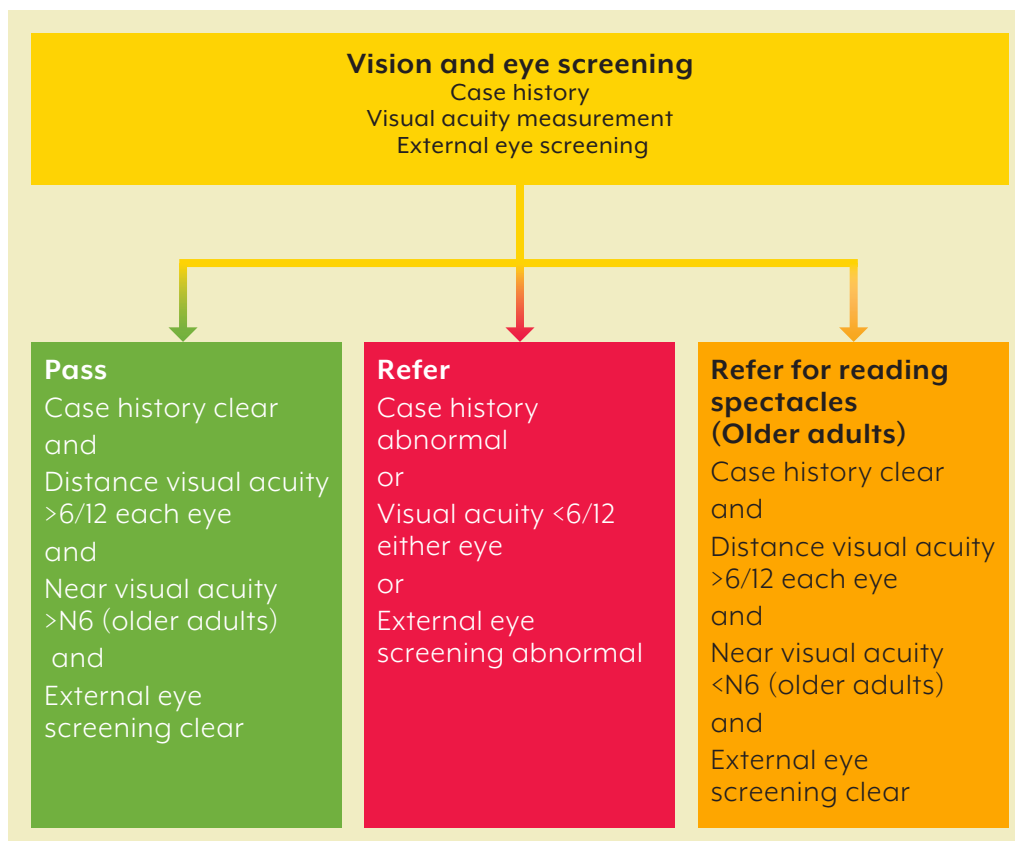 Vision and eye screening
Case history
Visual acuity measurement
External eye screening
Pass
Case history clear
and
Distance visual acuity
>6/12 each eye
and
Near visual acuity
>N6 (older adults)
and
External eye
screening clear
Refer
Case history
abnormal
or
Visual acuity <6/12
either eye
or
External eye
screening abnormal
Refer for reading
spectacles
(Older adults)
Case history clear
and
Distance visual acuity
>6/12 each eye
and
Near visual acuity
<N6 (older adults)
and
External eye
screening clear